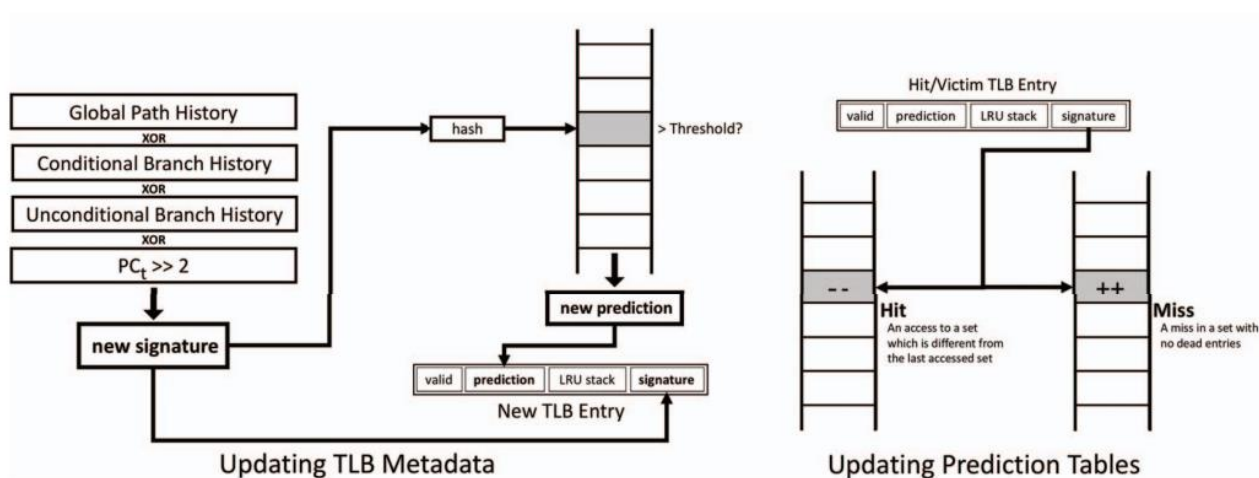 Global Path History
XOR
Conditional Branch History
XOR
Unconditional Branch History
XOR
PCt >> 2
new signature
hash
> Threshold?
new prediction
valid prediction LRU stack signature
New TLB Entry
Updating TLB Metadata
Hit/Victim TLB Entry
valid prediction LRU stack signature
--
++
Hit
An access to a set
which is different from
the last accessed set
Miss
A miss in a set with
no dead entries
Updating Prediction Tables